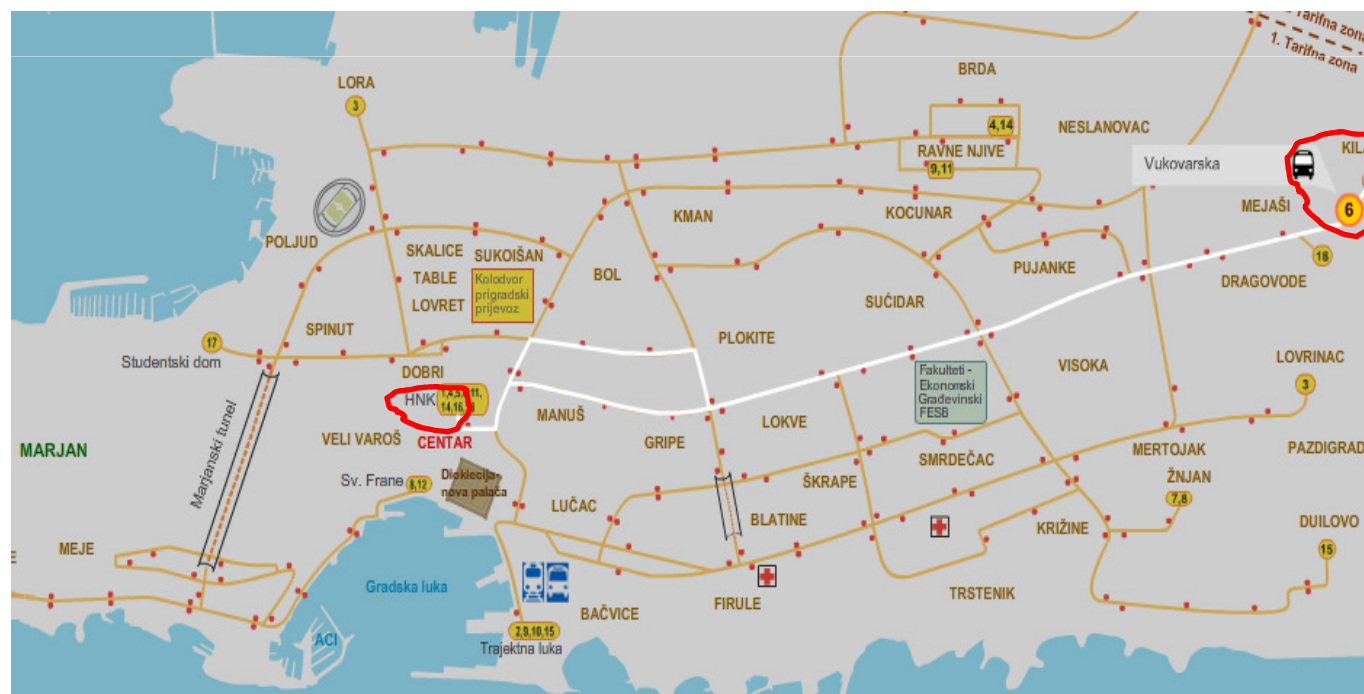 Tarifna zona
1. Tarifna zona
BRDA
LORA
3
4,14
NESLANOVAC
RAVNE NJIVE
9,11
Vukovarska
KMAN
KOCUNAR
MEJAŠI
6
POLJUD
SKALICE
SUKOIŠAN
TABLE
LOVRET
Kolodvor
prigradski
prijevoz
BOL
PUJANKE
18
DRAGOVODE
SUĆIDAR
SPINUT
17
Studentski dom
PLOKITE
DOBRI
Fakulteti -
Ekonomski
Građevinski
FESB
VISOKA
LOVRINAC
3
HNK
14,16,
MANUŠ
LOKVE
GRIPE
VELI VAROŠ
CENTAR
MARJAN
Marjanski tunel
MERTOJAK
PAZDIGRAD
SMRDEČAC
Sv. Frane
8,12
Dioklecija-
nova palača
ŠKRAPE
ŽNJAN
7,8
LUČAC
BLATINE
KRIŽINE
DUILOVO
15
MEJE
Gradska luka
TRSTENIK
FIRULE
BAČVICE
2,9,10,15
Trajektna luka
ACI